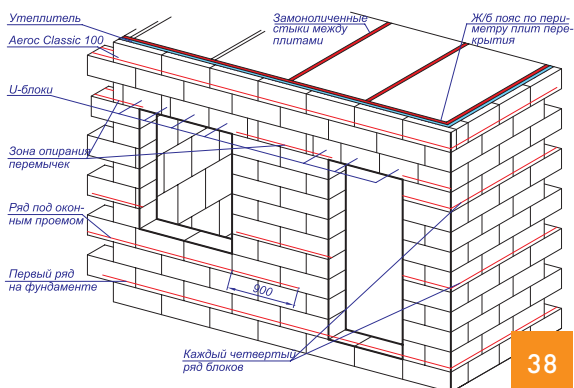 Утеплитель
Aeroc Classic 100
U-блоки
Зона опирания
перемычек
Ряд под окон-
ным проемом
Первый ряд
на фундаменте
Замоноличенные
стыки между
плитами
Ж/б пояс по пери-
метру плит пере-
крытия
900
Каждый четвертый
ряд блоков
38